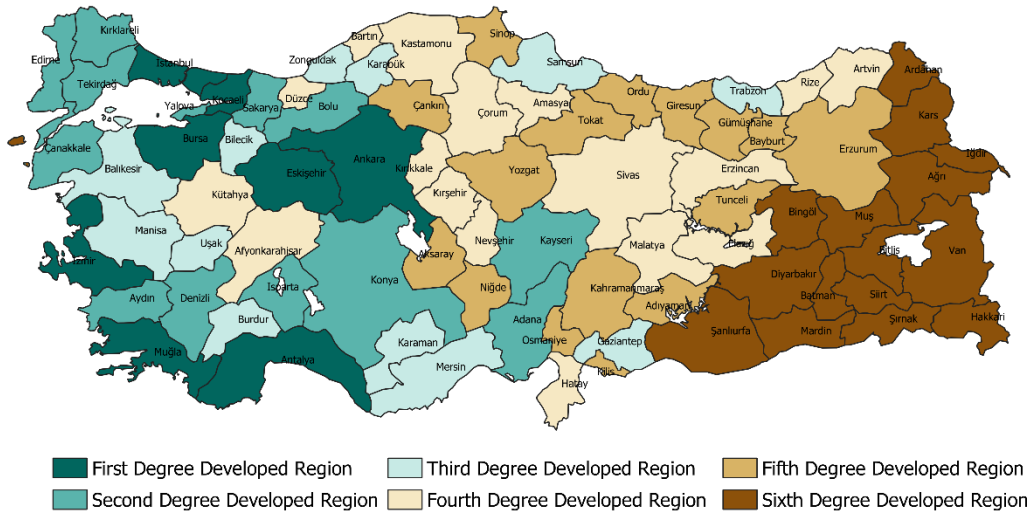 Kırklareli
Sinop
Bartın
Kastamonu
Edirne
İstanbul
Zonguldak
Karabük
Samsun
Artvin
Ardahan
Tekirdağ
Kocaeli
Sakarya
Düzce
Bolu
Ordu
Trabzon
Rize
Yalova
Çankırı
Çorum
Amasya
Giresun
Kars
Tokat
Gümüşhane
Bursa
Bilecik
Bayburt
Çanakkale
Ankara
Erzurum
Iğdır
Balıkesir
Eskişehir
Kırıkkale
Yozgat
Sivas
Erzincan
Ağrı
Kütahya
Kırşehir
Tunceli
Bingöl
Muş
Manisa
Uşak
Nevşehir
Kayseri
Malatya
Elazığ
Afyonkarahisar
Aksaray
Bitlis
Van
İzmir
Konya
Diyarbakır
Isparta
Niğde
Kahramanmaraş
Aydın
Denizli
Batman
Siirt
Adıyaman
Burdur
Adana
Şırnak
Hakkari
Muğla
Şanlıurfa
Mardin
Karaman
Osmaniye
Gaziantep
Antalya
Mersin
Kilis
Hatay
First Degree Developed Region
Third Degree Developed Region
Fifth Degree Developed Region
Second Degree Developed Region
Fourth Degree Developed Region
Sixth Degree Developed Region